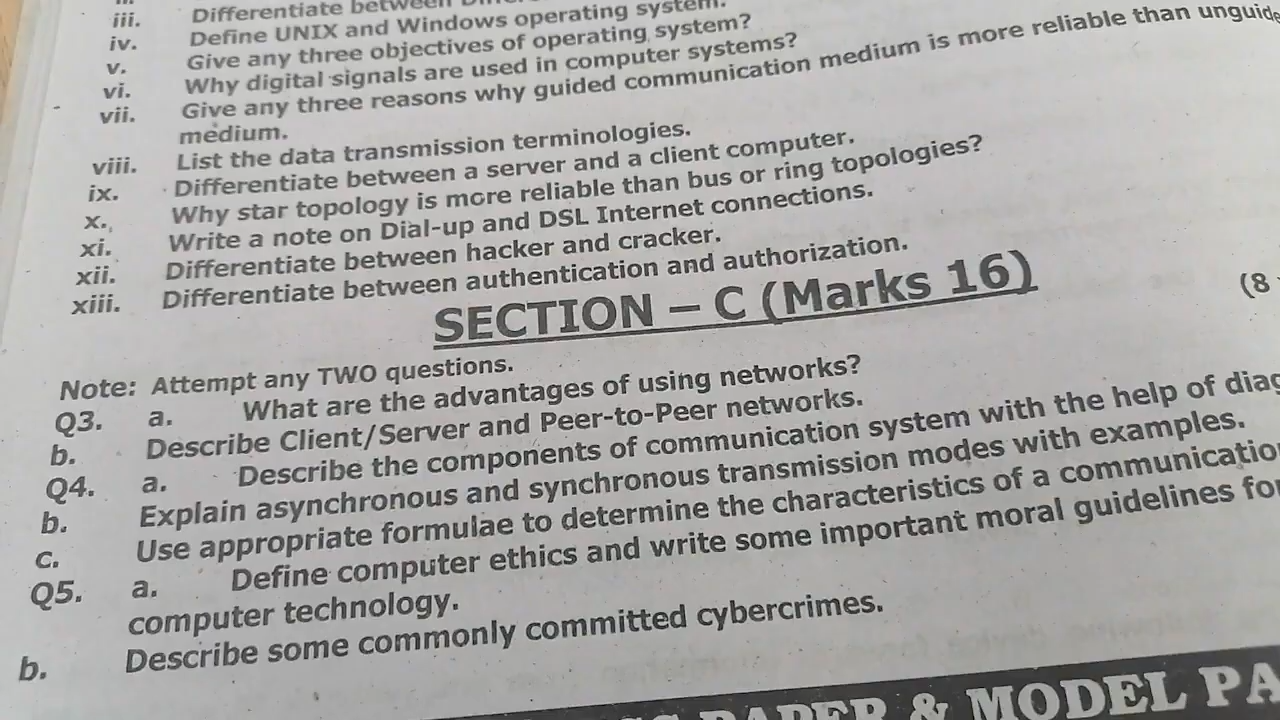 iii. Differentiate between
iv. Define UNIX and Windows operating system.
v. Give any three objectives of operating system?
vi. Why digital signals are used in computer systems?
vii. Give any three reasons why guided communication medium is more reliable than
medium.
viii. List the data transmission terminologies.
ix. Differentiate between a server and a client computer.
x. Why star topology is more reliable than bus or ring topologies?
xi. Write a note on Dial-up and DSL Internet connections.
xii. Differentiate between hacker and cracker.
xiii. Differentiate between authentication and authorization.
SECTION – C (Marks 16)
(8
Note: Attempt any TWO questions.
Q3. a. What are the advantages of using networks?
b. Describe Client/Server and Peer-to-Peer networks.
Q4. a. Describe the components of communication system with the help of
b. Explain asynchronous and synchronous transmission modes with examples.
c. Use appropriate formulae to determine the characteristics of a
Q5. a. Define computer ethics and write some important moral guidelines
computer technology.
b. Describe some commonly committed cybercrimes.
PAPER & MODEL